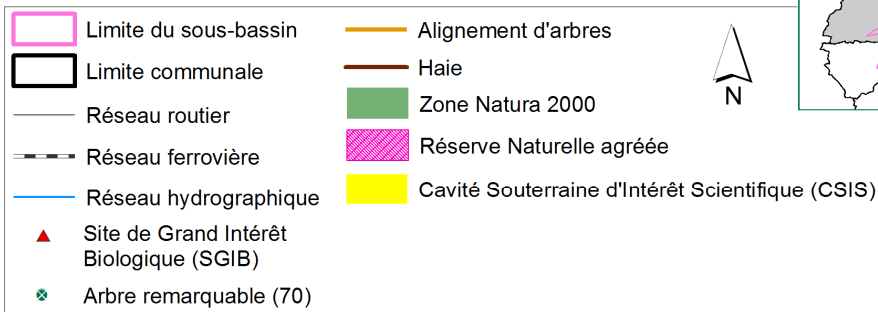 Limite du sous-bassin
Limite communale
Réseau routier
Réseau ferrovière
Réseau hydrographique
Site de Grand Intérêt
Biologique (SGIB)
Arbre remarquable (70)
Alignement d'arbres
Haie
Zone Natura 2000
Réserve Naturelle agréée
Cavité Souterraine d'Intérêt Scientifique (CSIS)
N